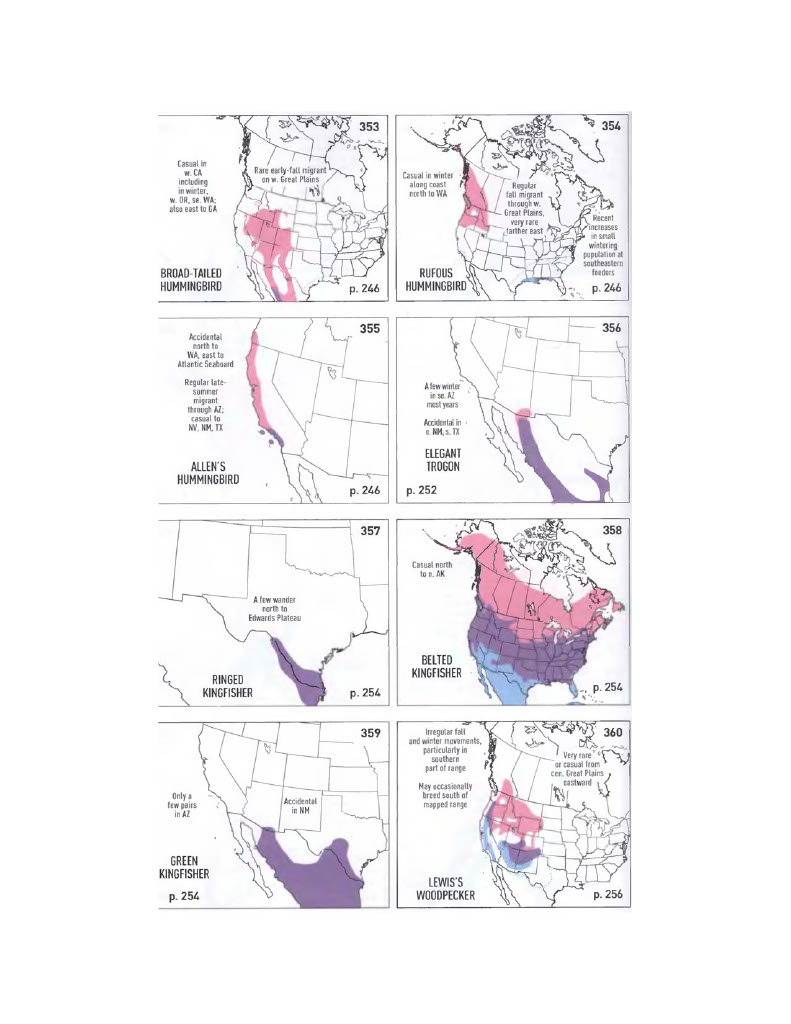 353
Casual in
w. CA
including
in winter,
w. OR, se. WA;
also east to GA
Rare early-fall migrant
on w. Great Plains
BROAD-TAILED
HUMMINGBIRD
p. 246
354
Casual in winter
along coast
north to WA
Regular
fall migrant
through w.
Great Plains,
very rare
farther east
Recent
increases
in small
wintering
population at
southeastern
feeders
RUFOUS
HUMMINGBIRD
p. 246
355
Accidental
north to
WA, east to
Atlantic Seaboard
Regular late-
summer
migrant
through AZ;
casual to
NV, NM, TX
ALLEN'S
HUMMINGBIRD
p. 246
356
A few winter
in se. AZ
most years
Accidental in
e. NM, s. TX
ELEGANT
TROGON
p. 252
357
A few wander
north to
Edwards Plateau
RINGED
KINGFISHER
p. 254
358
Casual north
to n. AK
BELTED
KINGFISHER
p. 254
359
Only a
few pairs
in AZ
Accidental
in NM
GREEN
KINGFISHER
p. 254
360
Irregular fall
and winter movements,
particularly in
southern
part of range
May occasionally
breed south of
mapped range
Very rare
or casual from
cen. Great Plains
eastward
LEWIS'S
WOODPECKER
p. 256